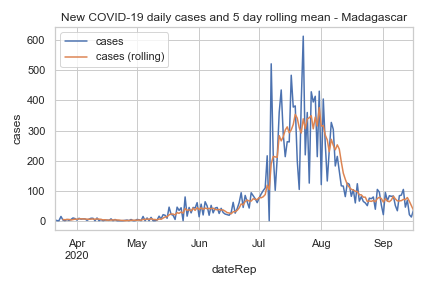 New COVID-19 daily cases and 5 day rolling mean - Madagascar
cases
cases (rolling)
cases
600
500
400
300
200
100
0
Apr
2020
May
Jun
Jul
Aug
Sep
dateRep